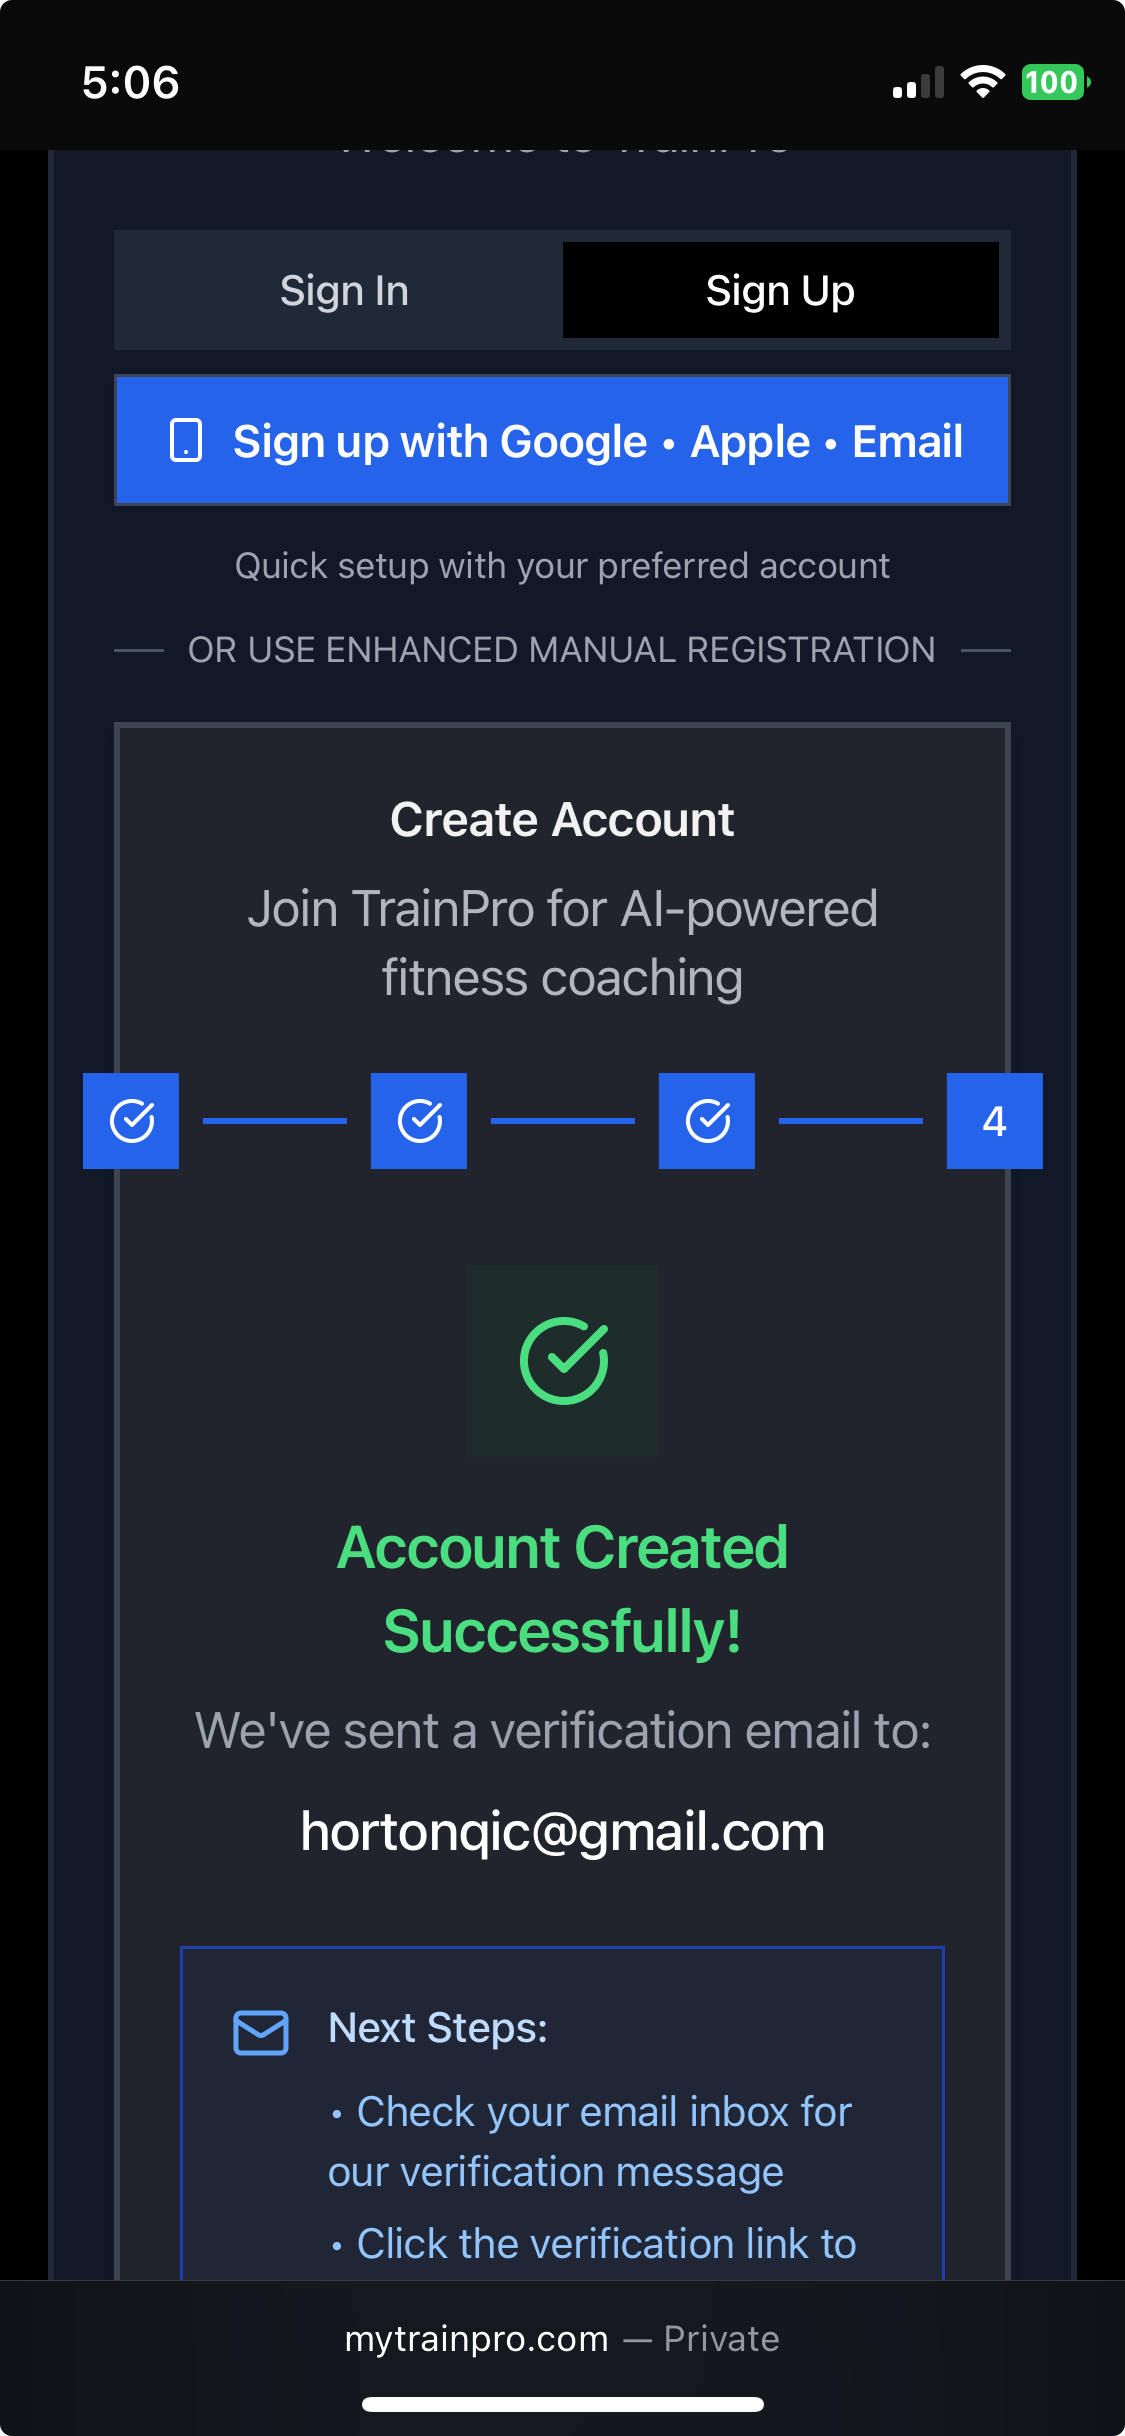 5:06
100
Welcome to TrainPro
Sign In
Sign Up
Sign up with Google • Apple • Email
Quick setup with your preferred account
OR USE ENHANCED MANUAL REGISTRATION
Create Account
Join TrainPro for AI-powered
fitness coaching
4
Account Created
Successfully!
We've sent a verification email to:
hortonqic@gmail.com
Next Steps:
• Check your email inbox for
our verification message
• Click the verification link to
mytrainpro.com — Private